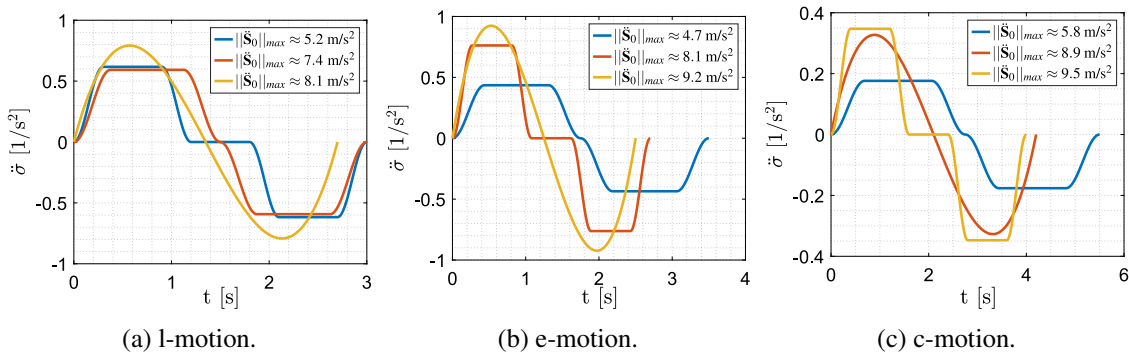 1
0.5
0
-0.5
-1
σ̈ [1/s²]
||S̈₀||ₘₐₓ ≈ 5.2 m/s²
||S̈₀||ₘₐₓ ≈ 7.4 m/s²
||S̈₀||ₘₐₓ ≈ 8.1 m/s²
0 1 2 3
t [s]
(a) l-motion.
1
0.5
0
-0.5
-1
σ̈ [1/s²]
||S̈₀||ₘₐₓ ≈ 4.7 m/s²
||S̈₀||ₘₐₓ ≈ 8.1 m/s²
||S̈₀||ₘₐₓ ≈ 9.2 m/s²
0 1 2 3 4
t [s]
(b) e-motion.
0.4
0.2
0
-0.2
0.4
σ̈ [1/s²]
||S̈₀||ₘₐₓ ≈ 5.8 m/s²
||S̈₀||ₘₐₓ ≈ 8.9 m/s²
||S̈₀||ₘₐₓ ≈ 9.5 m/s²
0 2 4 6
t [s]
(c) c-motion.